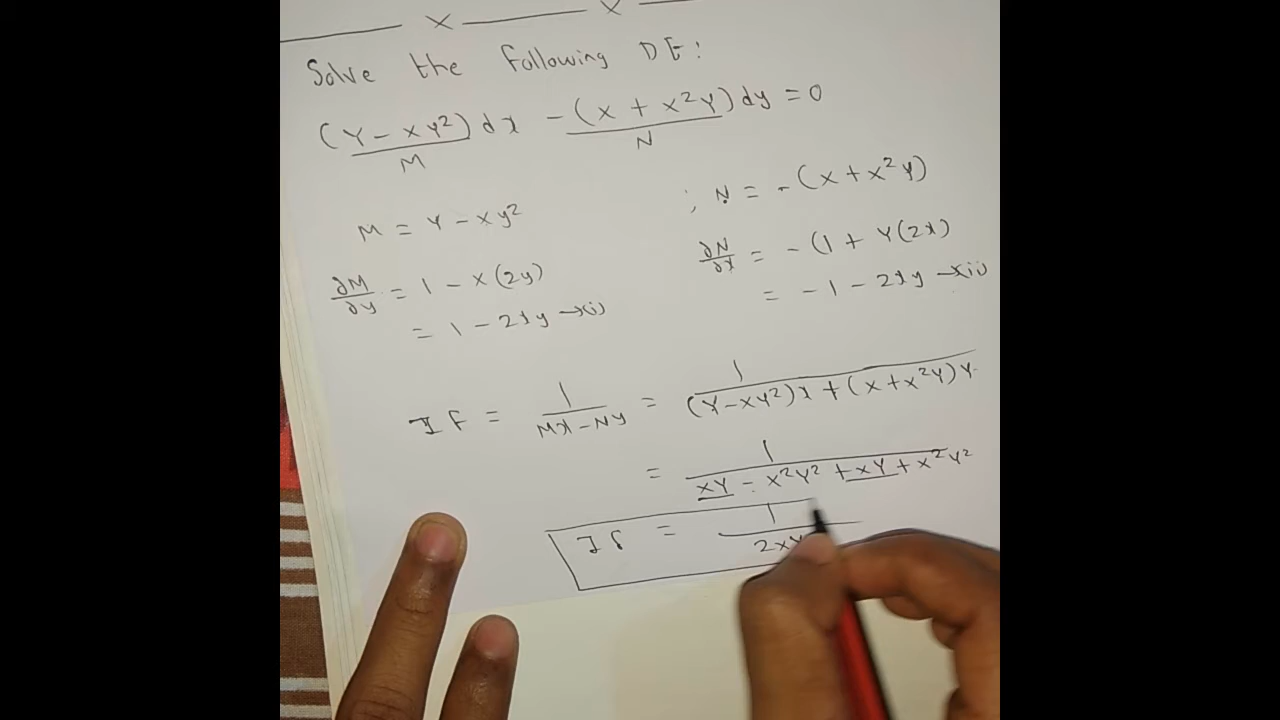 Solve the following DE:
(Y - XY²)dx - (X + X²Y)dy = 0
M N
M = Y - Xy² ; N = -(X + X²Y)
∂M/∂y = 1 - X(2y) ∂N/∂x = -(1 + Y(2x)
= 1 - 2xy →(i) = -1 - 2xy →(ii)
IF = 1/(Mx - Ny) = 1/((Y - XY²)x + (X + X²Y)Y
= 1/(XY - X²Y² + XY + X²Y²
IF = 1/2XY